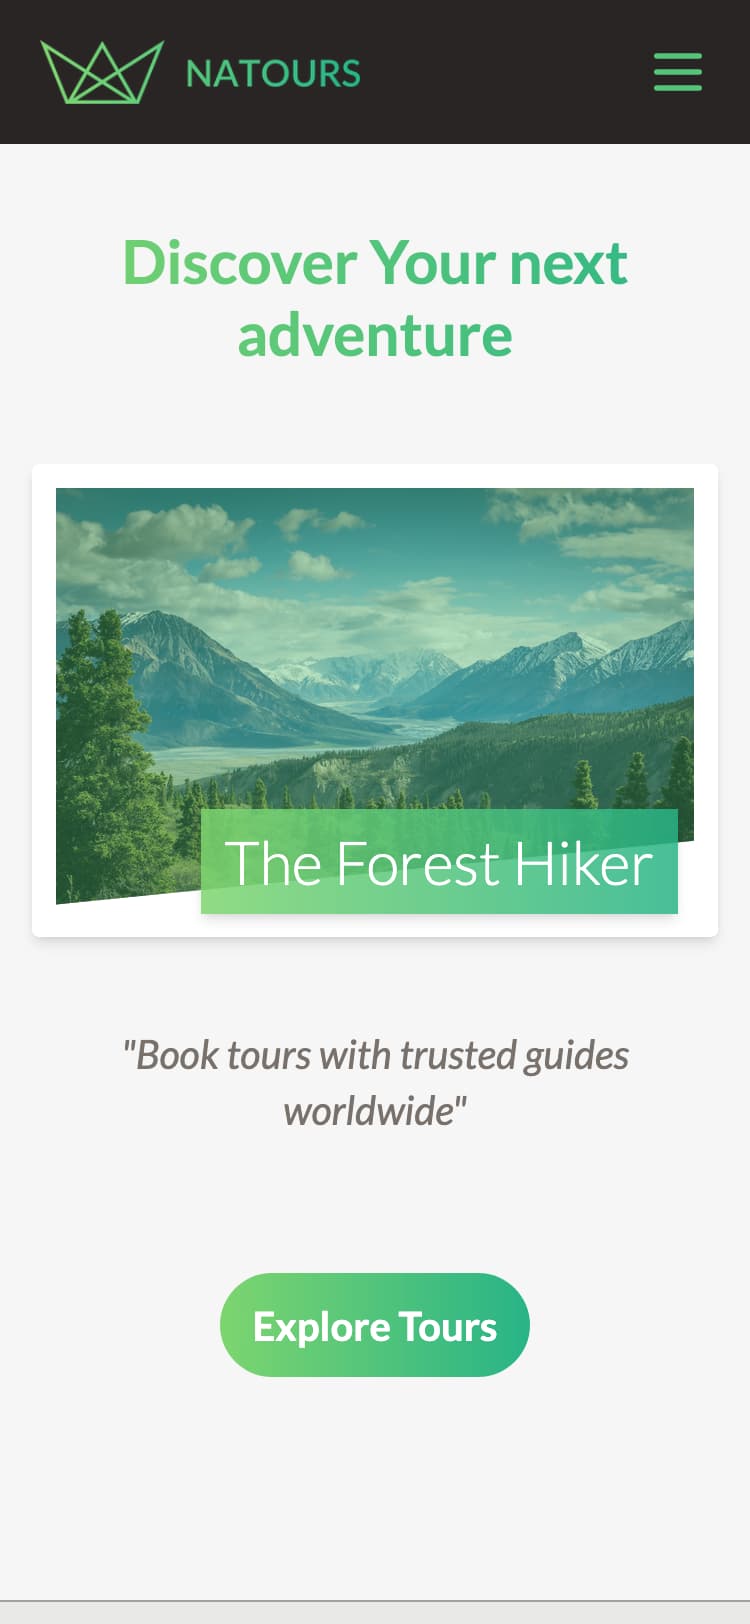 NATOURS
Discover Your next
adventure
The Forest Hiker
"Book tours with trusted guides
worldwide"
Explore Tours